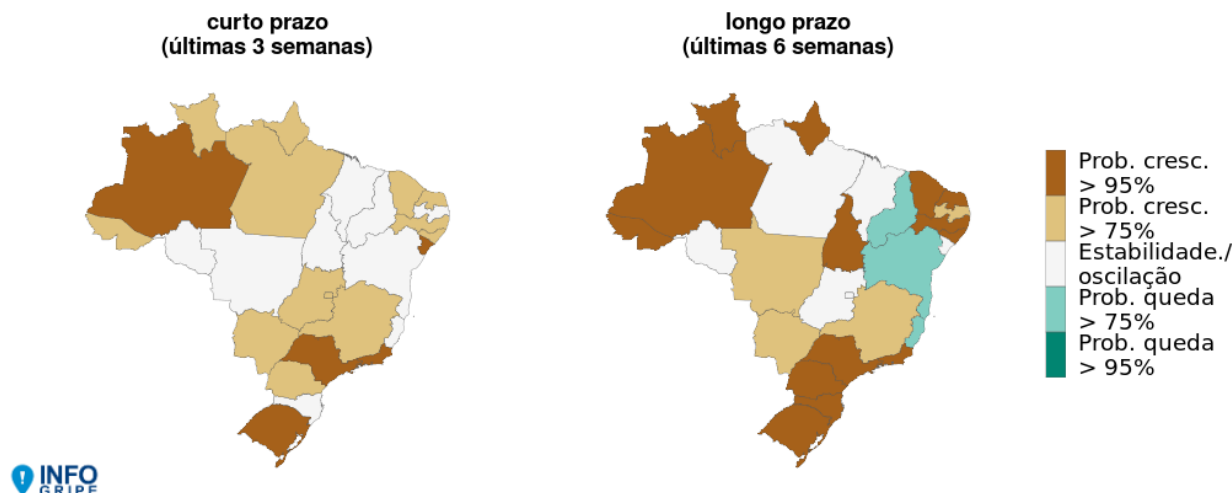 curto prazo
(últimas 3 semanas)
longo prazo
(últimas 6 semanas)
Prob. cresc.
> 95%
Prob. cresc.
> 75%
Estabilidade./
oscilação
Prob. queda
> 75%
Prob. queda
> 95%
INFO
GRIPE